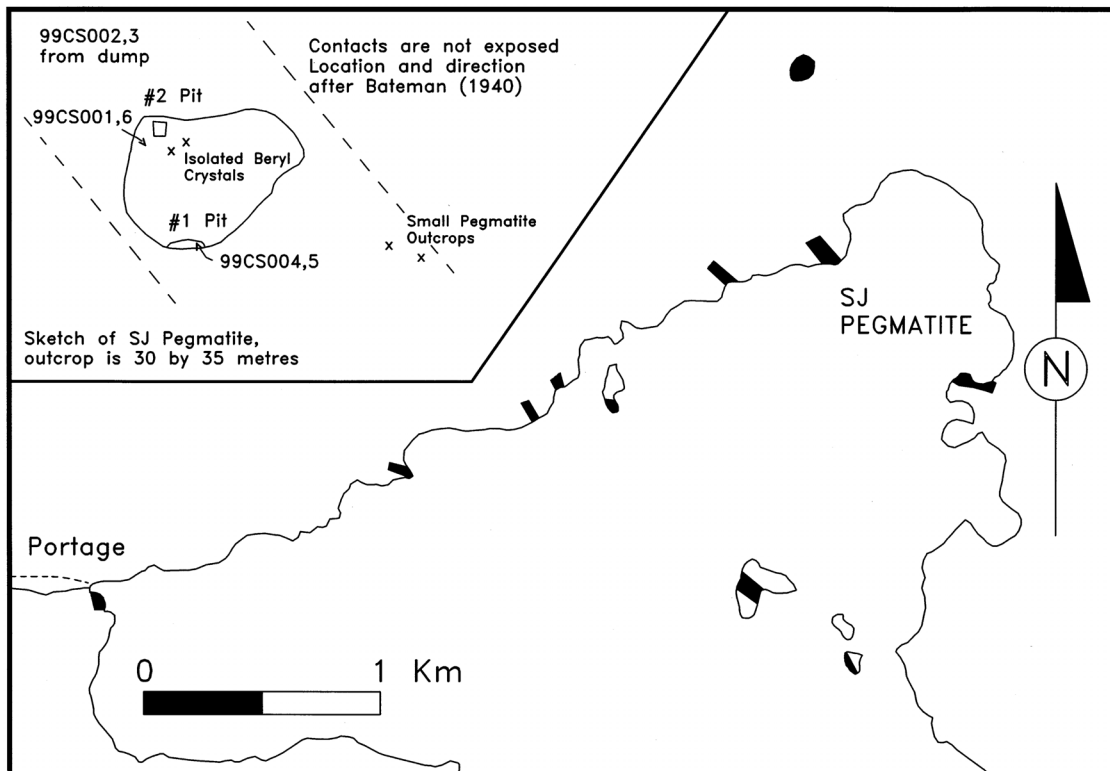 99CS002,3
from dump
Contacts are not exposed
Location and direction
after Bateman (1940)
#2 Pit
99CS001,6
Isolated Beryl
Crystals
#1 Pit
99CS004,5
Small Pegmatite
Outcrops
Sketch of SJ Pegmatite,
outcrop is 30 by 35 metres
SJ
PEGMATITE
N
Portage
0 1 Km